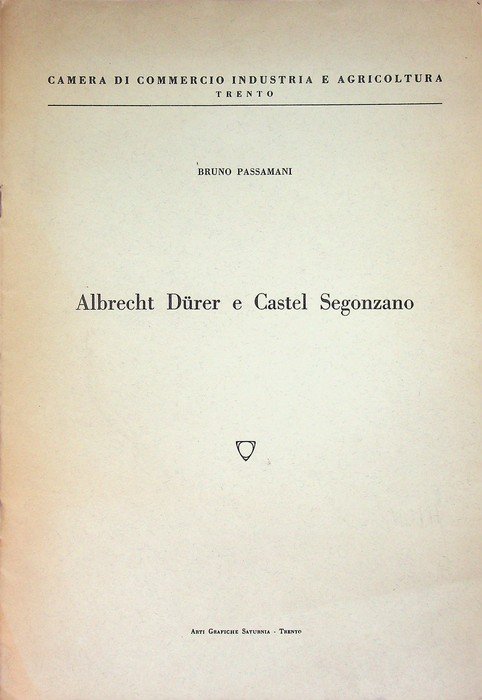 CAMERA DI COMMERCIO INDUSTRIA E AGRICOLTURA
TRENTO
BRUNO PASSAMANI
Albrecht Dürer e Castel Segonzano
Arti Grafiche Saturnia - Trento